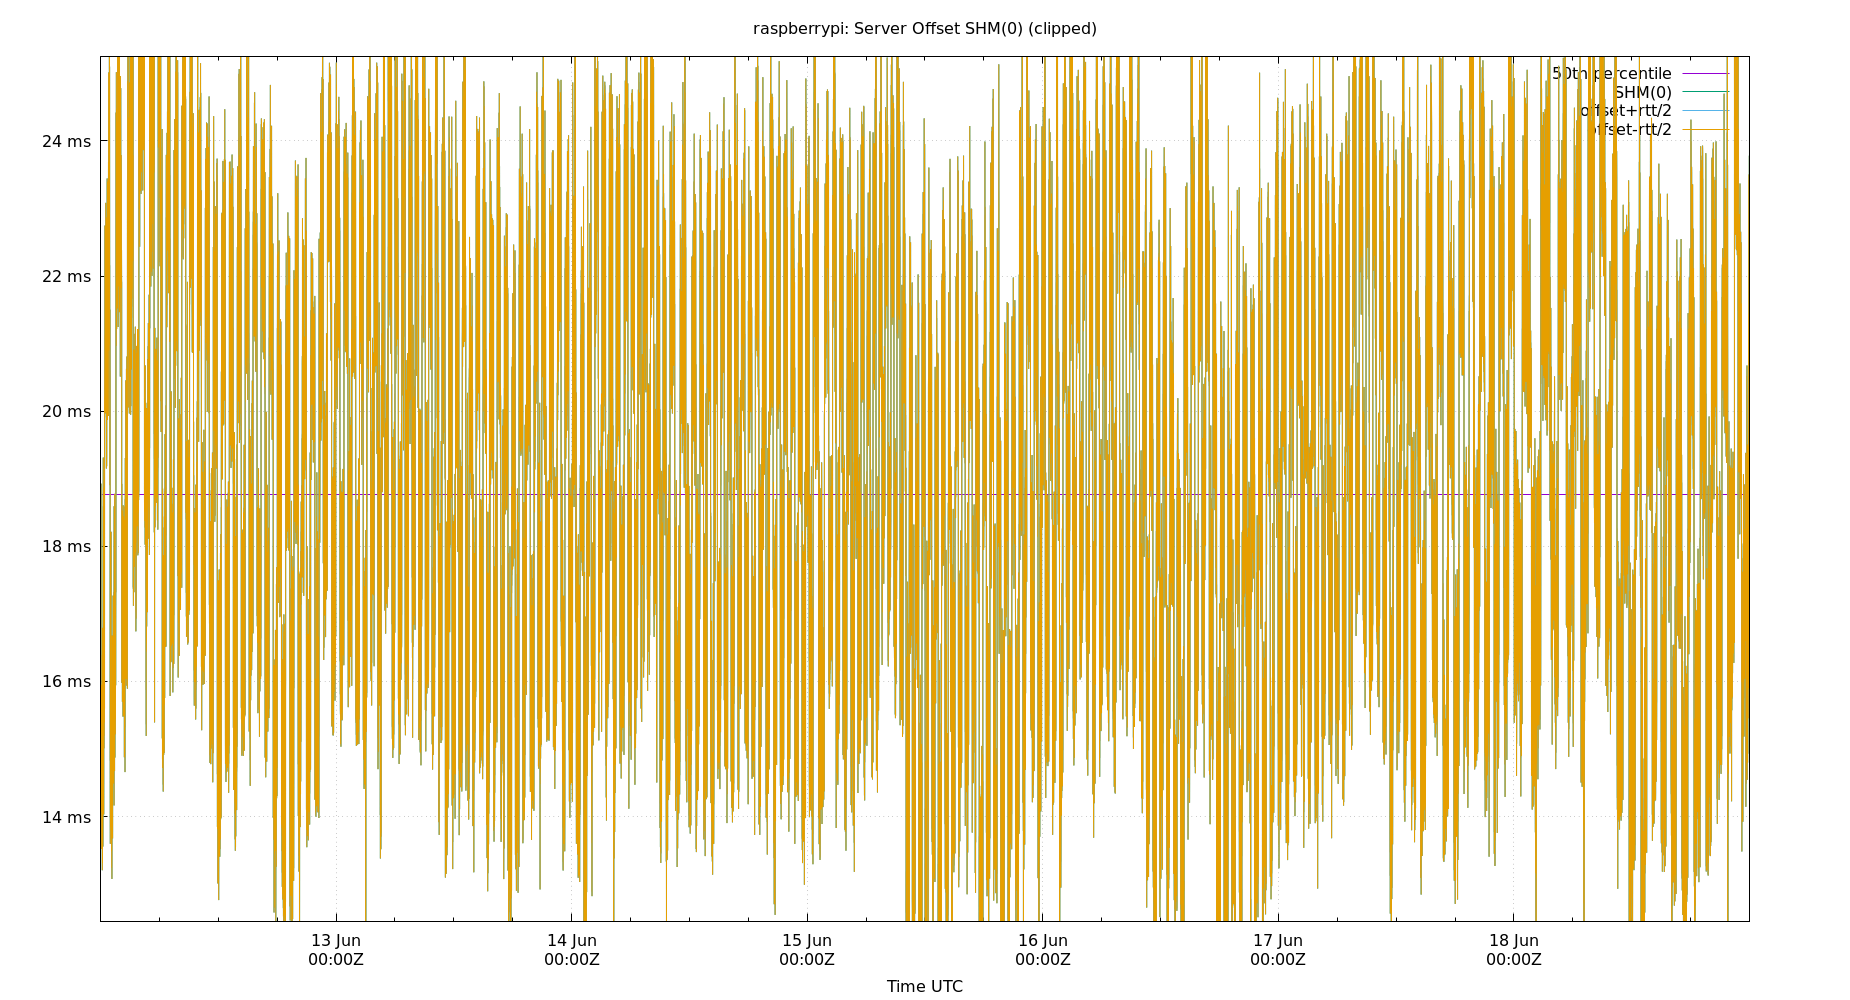 raspberrypi: Server Offset SHM(0) (clipped)
50th percentile
SHM(0)
offset+rtt/2
offset-rtt/2
24 ms
22 ms
20 ms
18 ms
16 ms
14 ms
13 Jun 14 Jun 15 Jun 16 Jun 17 Jun 18 Jun
00:00Z 00:00Z 00:00Z 00:00Z 00:00Z 00:00Z
Time UTC